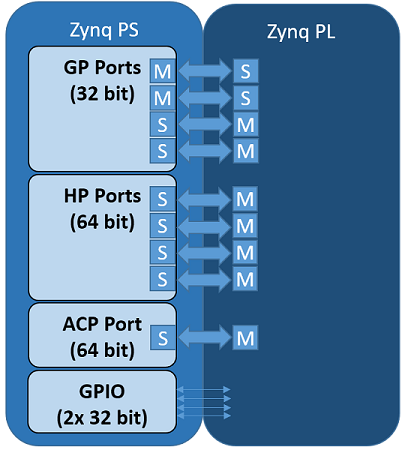 Zynq PS
Zynq PL
GP Ports
(32 bit)
M S
M S
S M
S M
HP Ports
(64 bit)
S M
S M
S M
S M
ACP Port
(64 bit)
S M
GPIO
(2x 32 bit)